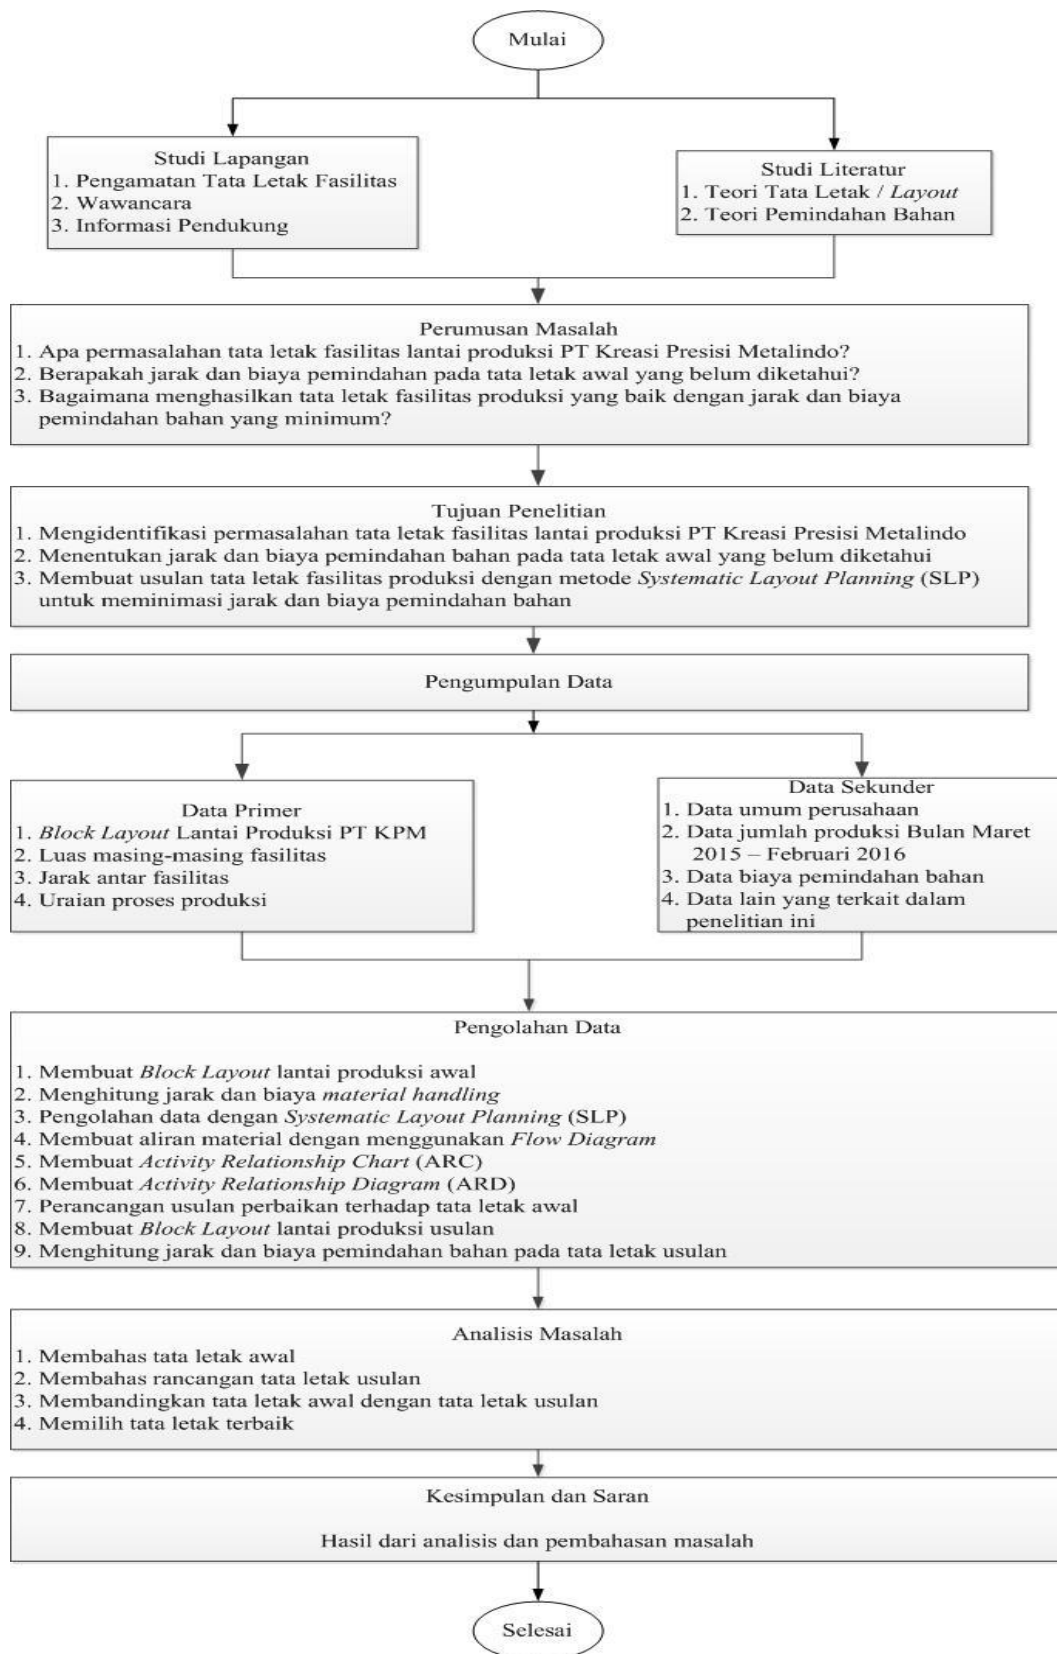 Mulai
Studi Lapangan
1. Pengamatan Tata Letak Fasilitas
2. Wawancara
3. Informasi Pendukung
Studi Literatur
1. Teori Tata Letak / Layout
2. Teori Pemindahan Bahan
Perumusan Masalah
1. Apa permasalahan tata letak fasilitas lantai produksi PT Kreasi Presisi Metalindo?
2. Berapakah jarak dan biaya pemindahan pada tata letak awal yang belum diketahui?
3. Bagaimana menghasilkan tata letak fasilitas produksi yang baik dengan jarak dan biaya
pemindahan bahan yang minimum?
Tujuan Penelitian
1. Mengidentifikasi permasalahan tata letak fasilitas lantai produksi PT Kreasi Presisi Metalindo
2. Menentukan jarak dan biaya pemindahan bahan pada tata letak awal yang belum diketahui
3. Membuat usulan tata letak fasilitas produksi dengan metode Systematic Layout Planning (SLP)
untuk meminimasi jarak dan biaya pemindahan bahan
Pengumpulan Data
Data Primer
1. Block Layout Lantai Produksi PT KPM
2. Luas masing-masing fasilitas
3. Jarak antar fasilitas
4. Uraian proses produksi
Data Sekunder
1. Data umum perusahaan
2. Data jumlah produksi Bulan Maret
2015 – Februari 2016
3. Data biaya pemindahan bahan
4. Data lain yang terkait dalam
penelitian ini
Pengolahan Data
1. Membuat Block Layout lantai produksi awal
2. Menghitung jarak dan biaya material handling
3. Pengolahan data dengan Systematic Layout Planning (SLP)
4. Membuat aliran material dengan menggunakan Flow Diagram
5. Membuat Activity Relationship Chart (ARC)
6. Membuat Activity Relationship Diagram (ARD)
7. Perancangan usulan perbaikan terhadap tata letak awal
8. Membuat Block Layout lantai produksi usulan
9. Menghitung jarak dan biaya pemindahan bahan pada tata letak usulan
Analisis Masalah
1. Membahas tata letak awal
2. Membahas rancangan tata letak usulan
3. Membandingkan tata letak awal dengan tata letak usulan
4. Memilih tata letak terbaik
Kesimpulan dan Saran
Hasil dari analisis dan pembahasan masalah
Selesai